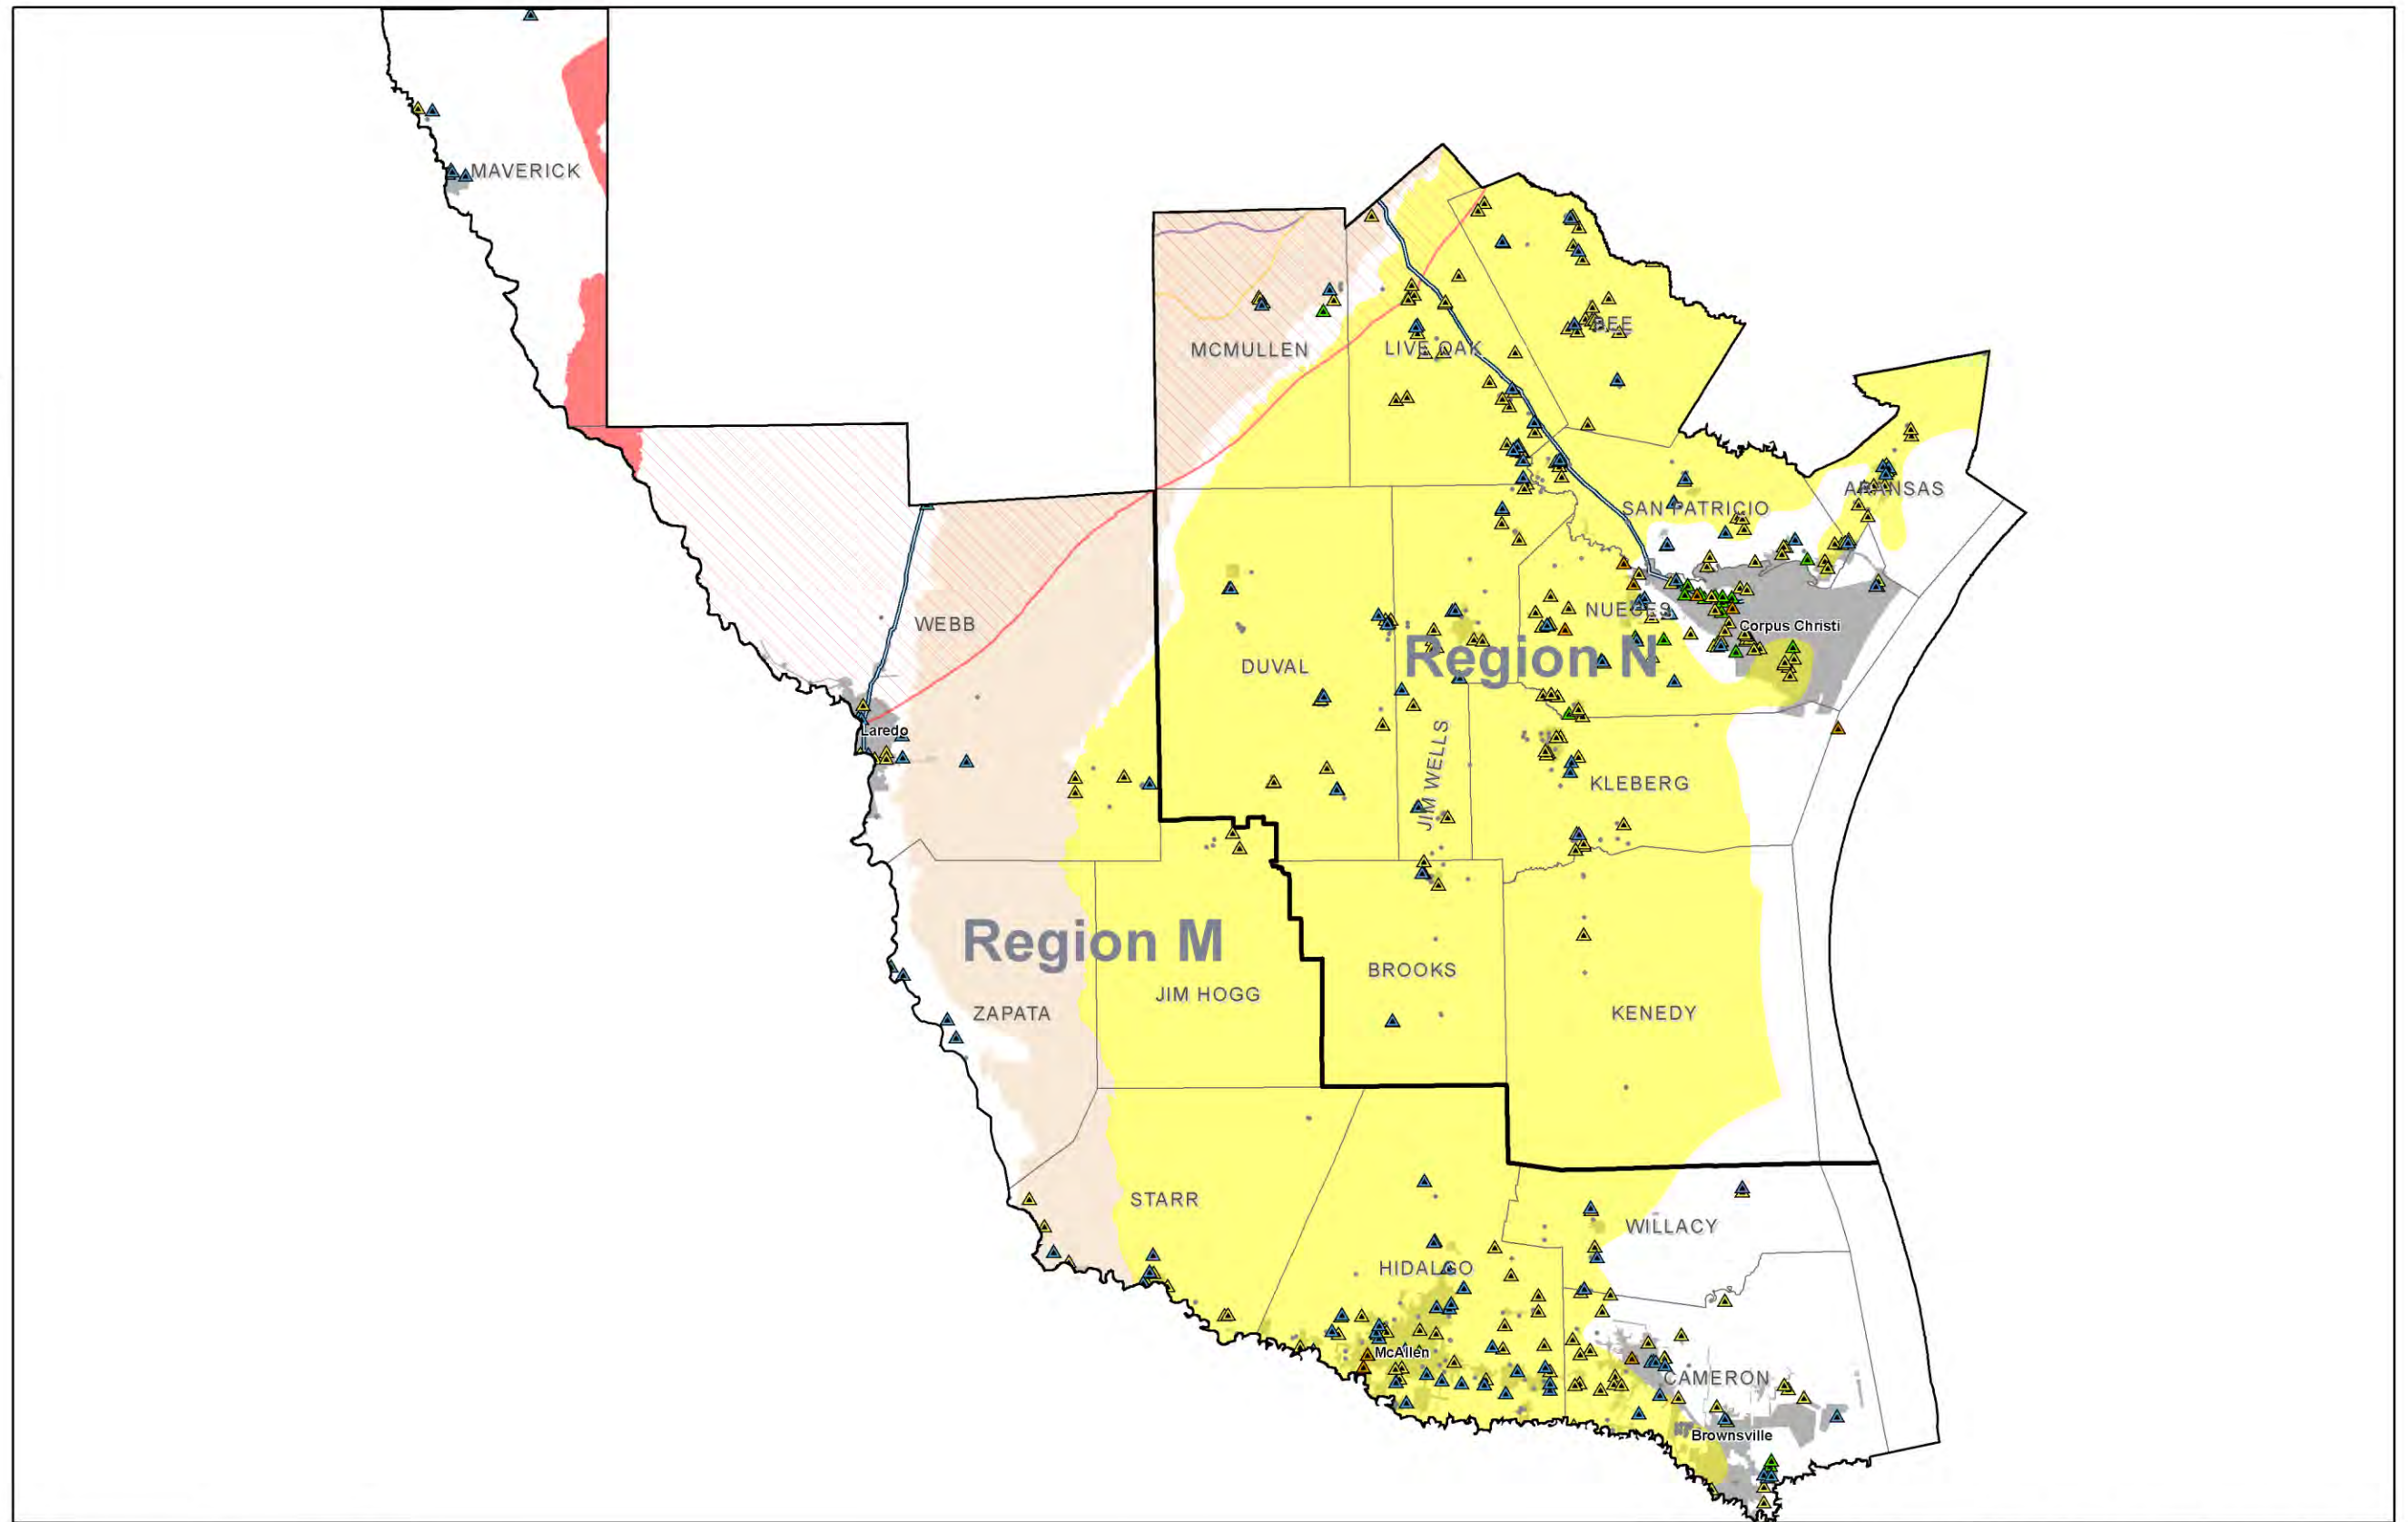 MAVERICK
BEE
MCMULLEN
LIVE OAK
ARANSAS
SAN PATRICIO
NUECES
WEBB
Corpus Christi
Region N
DUVAL
Laredo
JIM WELLS
KLEBERG
Region M
BROOKS
JIM HOGG
ZAPATA
KENEDY
STARR
WILLACY
HIDALGO
McAllen
CAMERON
Brownsville